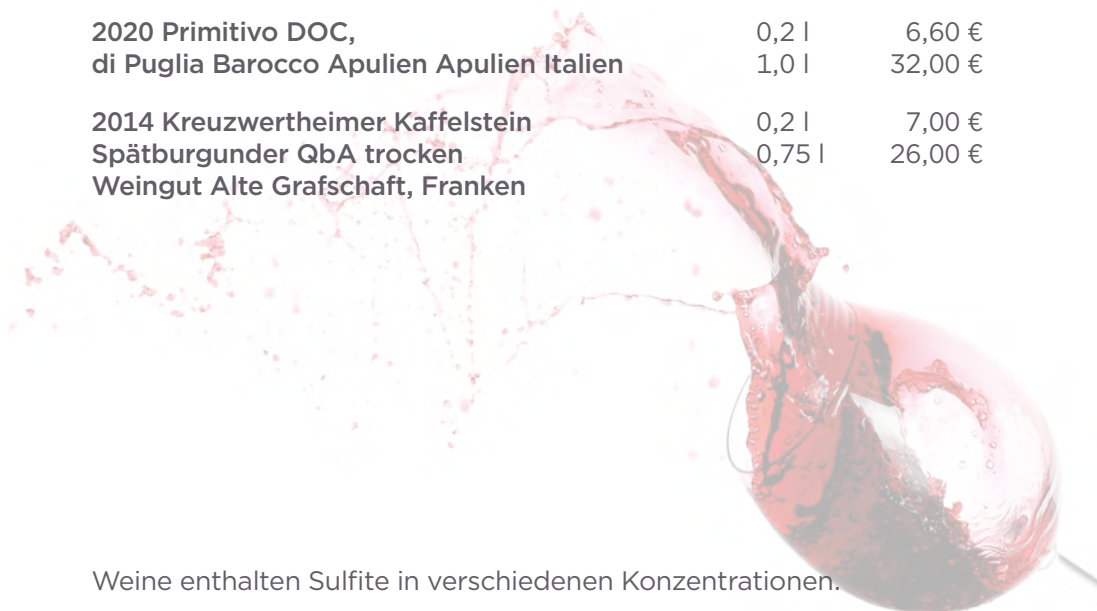 2020 Primitivo DOC, 0,2 l 6,60 €
di Puglia Barocco Apulien Apulien Italien 1,0 l 32,00 €
2014 Kreuzwertheimer Kaffelstein 0,2 l 7,00 €
Spätburgunder QbA trocken 0,75 l 26,00 €
Weingut Alte Grafschaft, Franken
Weine enthalten Sulfite in verschiedenen Konzentrationen.